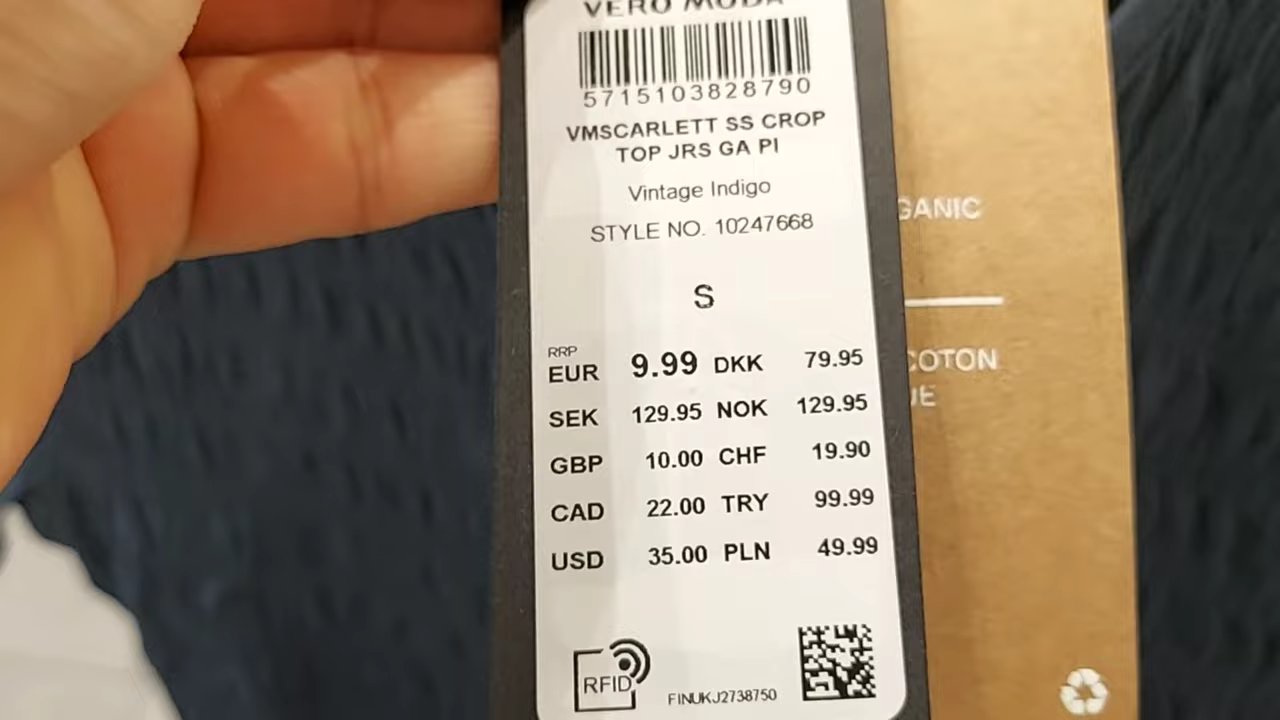 VERO MODA
5715103828790
VMSCARLETT SS CROP
TOP JRS GA PI
Vintage Indigo
STYLE NO. 10247668
S
RRP
EUR 9.99 DKK 79.95
SEK 129.95 NOK 129.95
GBP 10.00 CHF 19.90
CAD 22.00 TRY 99.99
USD 35.00 PLN 49.99
RFID
FINUKJ2738750
GANIC
COTON
UE